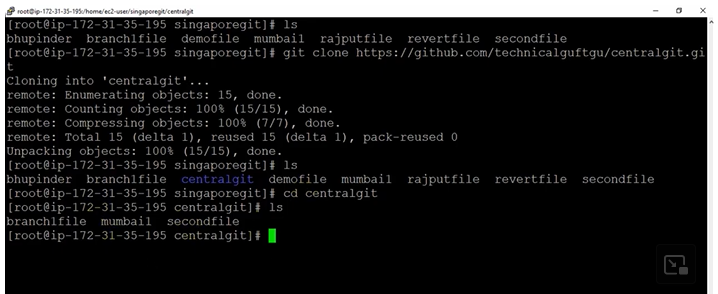 root@ip-172-31-35-195:/home/ec2-user/singaporegit/centralgit
[root@ip-172-31-35-195 singaporegit]# ls
bhupinder branch1file demofile mumbai1 rajputfile revertfile secondfile
[root@ip-172-31-35-195 singaporegit]# git clone https://github.com/technicalguftgu/centralgit.gi
t
Cloning into 'centralgit'...
remote: Enumerating objects: 15, done.
remote: Counting objects: 100% (15/15), done.
remote: Compressing objects: 100% (7/7), done.
remote: Total 15 (delta 1), reused 15 (delta 1), pack-reused 0
Unpacking objects: 100% (15/15), done.
[root@ip-172-31-35-195 singaporegit]# ls
bhupinder branch1file centralgit demofile mumbai1 rajputfile revertfile secondfile
[root@ip-172-31-35-195 singaporegit]# cd centralgit
[root@ip-172-31-35-195 centralgit]# ls
branch1file mumbai1 secondfile
[root@ip-172-31-35-195 centralgit]#